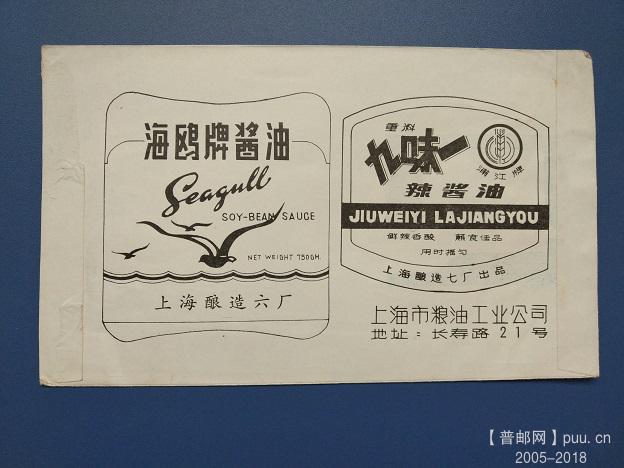 海鸥牌酱油
Seagull
SOY-BEAN SAUCE
NET WEIGHT 750GM.
上海酿造六厂
重料
九味一
浦江牌
辣酱油
JIUWEIYI LAJIANGYOU
鲜辣香酸 蘸食佳品
用时摇匀
上海酿造七厂出品
上海市粮油工业公司
地址：长寿路21号
【普邮网】puu.cn
2005-2018